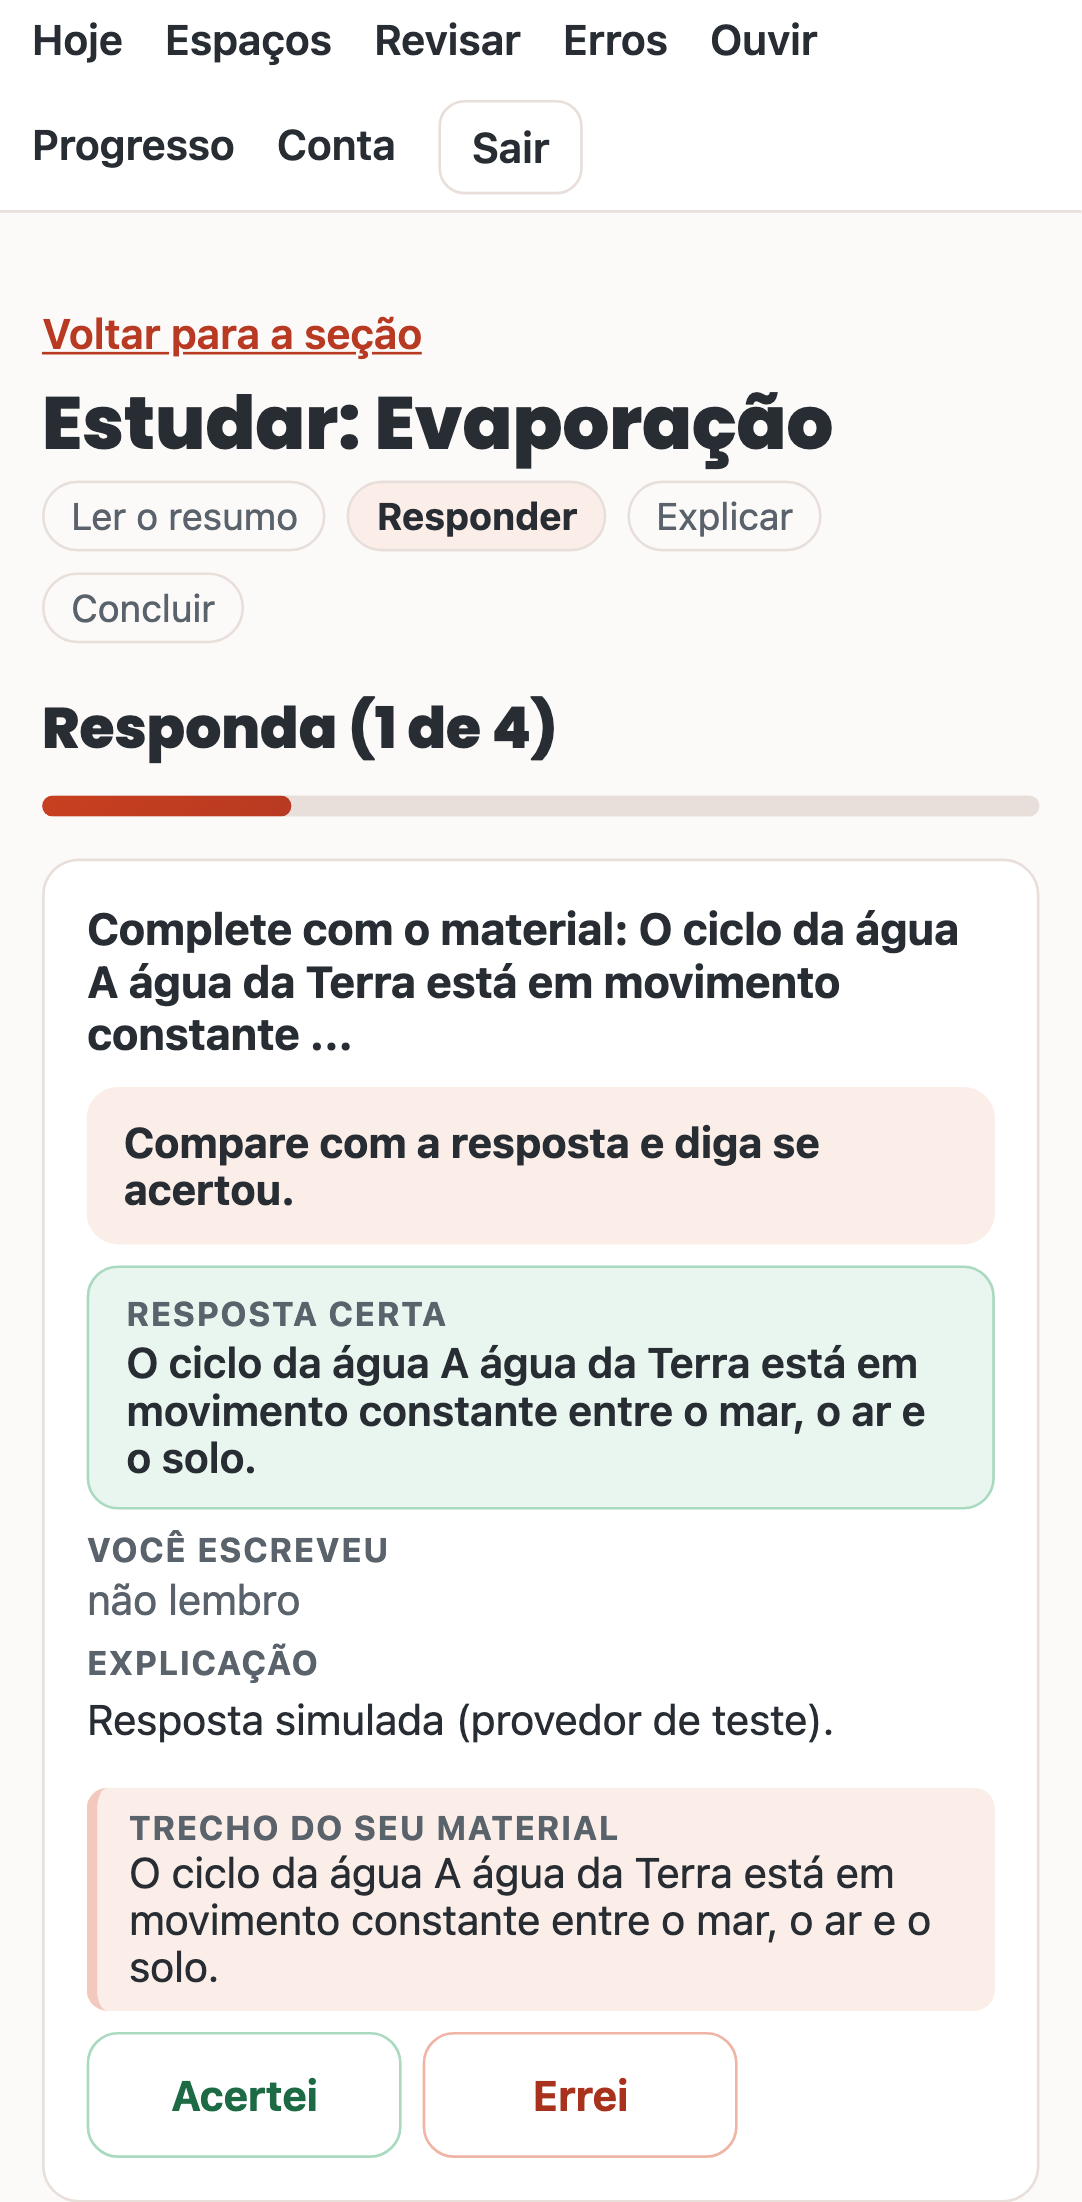 Hoje Espaços Revisar Erros Ouvir
Progresso Conta Sair
Voltar para a seção
Estudar: Evaporação
Ler o resumo Responder Explicar
Concluir
Responda (1 de 4)
Complete com o material: O ciclo da água
A água da Terra está em movimento
constante ...
Compare com a resposta e diga se
acertou.
RESPOSTA CERTA
O ciclo da água A água da Terra está em
movimento constante entre o mar, o ar e
o solo.
VOCÊ ESCREVEU
não lembro
EXPLICAÇÃO
Resposta simulada (provedor de teste).
TRECHO DO SEU MATERIAL
O ciclo da água A água da Terra está em
movimento constante entre o mar, o ar e o
solo.
Acertei Errei